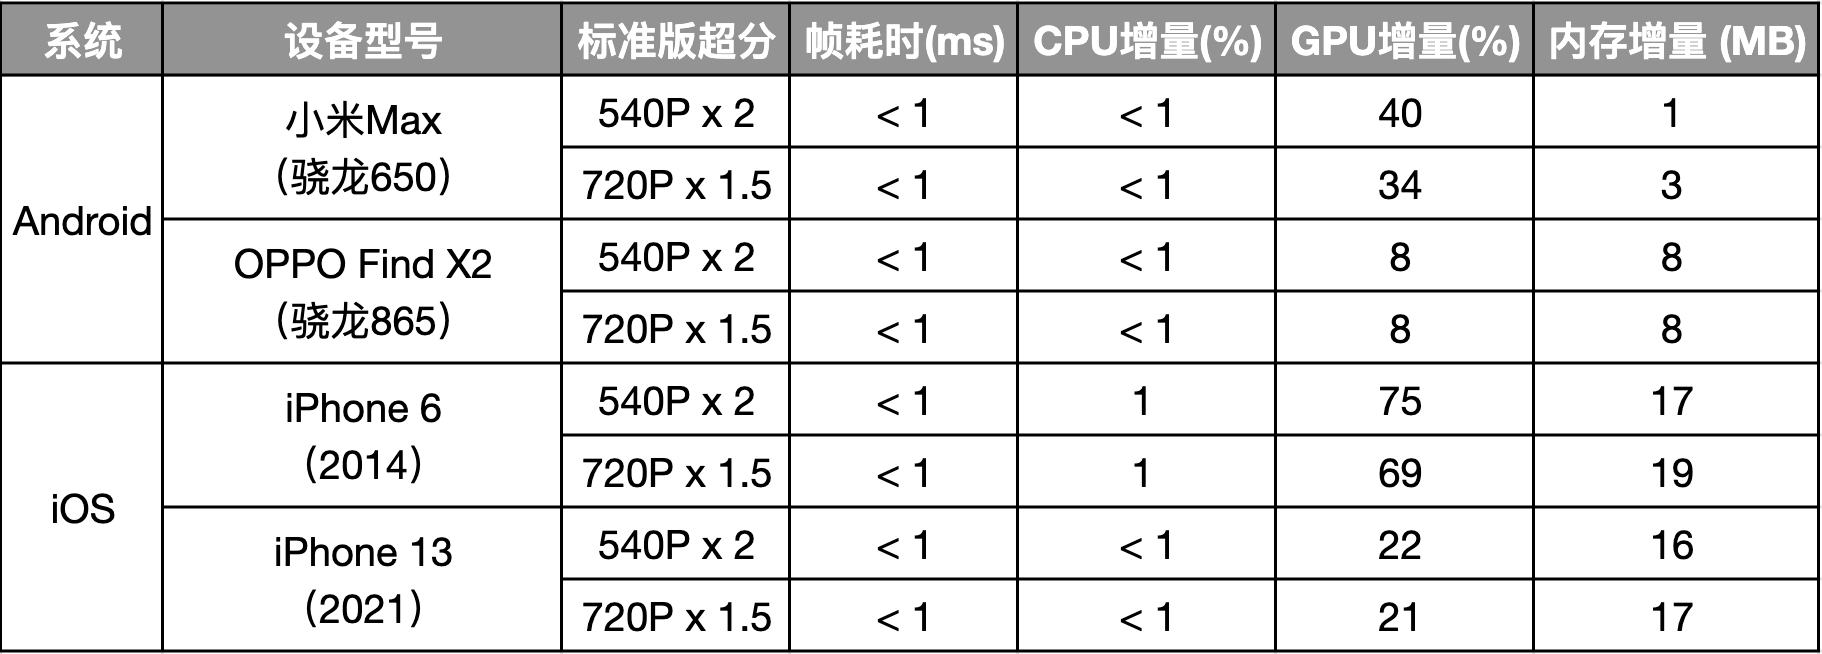 系统 设备型号 标准版超分 帧耗时(ms) CPU增量(%) GPU增量(%) 内存增量 (MB)
Android
小米Max
（骁龙650）
540P x 2 < 1 < 1 40 1
720P x 1.5 < 1 < 1 34 3
OPPO Find X2
（骁龙865）
540P x 2 < 1 < 1 8 8
720P x 1.5 < 1 < 1 8 8
iOS
iPhone 6
（2014）
540P x 2 < 1 1 75 17
720P x 1.5 < 1 1 69 19
iPhone 13
（2021）
540P x 2 < 1 < 1 22 16
720P x 1.5 < 1 < 1 21 17